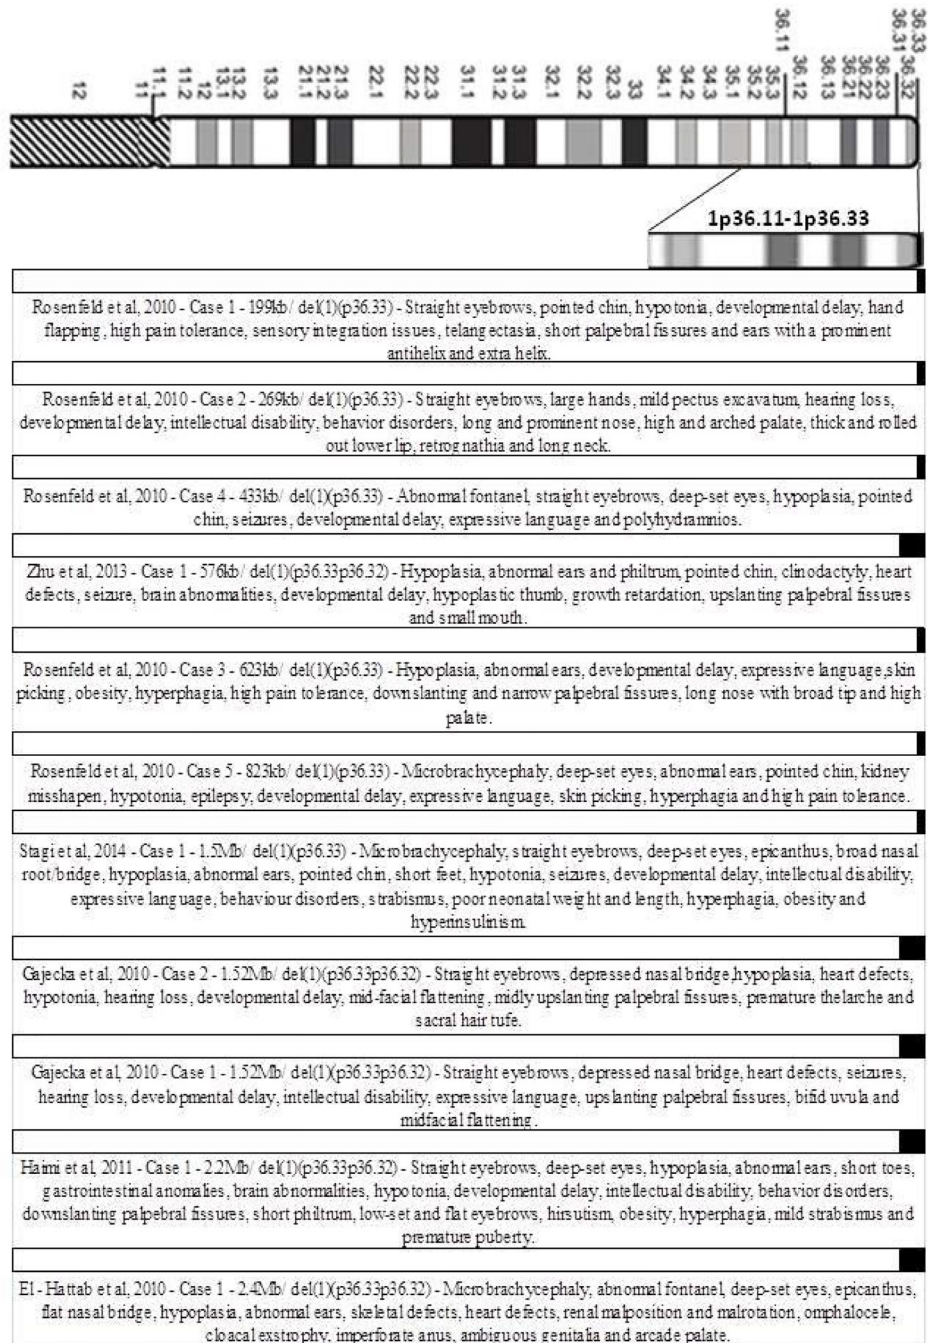 12
11
11.1
11.2
12
13.1
13.2
13.3
21.1
21.2
21.3
22.1
22.2
22.3
31.1
31.2
31.3
32.1
32.2
32.3
33
34.1
34.2
34.3
35.1
35.2
35.3
36.11
36.12
36.13
36.21
36.22
36.23
36.31
36.32
36.33
1p36.11-1p36.33
Rosenfeld et al, 2010 - Case 1 - 199kb/ del(1)(p36.33) - Straight eyebrows, pointed chin, hypotonia, developmental delay, hand
flapping, high pain tolerance, sensory integration issues, telangectasia, short palpebral fissures and ears with a prominent
antihelix and extra helix.
Rosenfeld et al, 2010 - Case 2 - 269kb/ del(1)(p36.33) - Straight eyebrows, large hands, mild pectus excavatum, hearing loss,
developmental delay, intellectual disability, behavior disorders, long and prominent nose, high and arched palate, thick and rolled
out lower lip, retrognathia and long neck.
Rosenfeld et al, 2010 - Case 4 - 433kb/ del(1)(p36.33) - Abnormal fontanel, straight eyebrows, deep-set eyes, hypoplasia, pointed
chin, seizures, developmental delay, expressive language and polyhydramnios.
Zhu et al, 2013 - Case 1 - 576kb/ del(1)(p36.33p36.32) - Hypoplasia, abnormal ears and philtrum, pointed chin, clinodactyly, heart
defects, seizure, brain abnormalities, developmental delay, hypoplastic thumb, growth retardation, upslanting palpebral fissures
and small mouth.
Rosenfeld et al, 2010 - Case 3 - 623kb/ del(1)(p36.33) - Hypoplasia, abnormal ears, developmental delay, expressive language,skin
picking, obesity, hyperphagia, high pain tolerance, downslanting and narrow palpebral fissures, long nose with broad tip and high
palate.
Rosenfeld et al, 2010 - Case 5 - 823kb/ del(1)(p36.33) - Microbrachycephaly, deep-set eyes, abnormal ears, pointed chin, kidney
misshapen, hypotonia, epilepsy, developmental delay, expressive language, skin picking, hyperphagia and high pain tolerance.
Stagi et al, 2014 - Case 1 - 1.5Mb/ del(1)(p36.33) - Microbrachycephaly, straight eyebrows, deep-set eyes, epicanthus, broad nasal
root/bridge, hypoplasia, abnormal ears, pointed chin, short feet, hypotonia, seizures, developmental delay, intellectual disability,
expressive language, behaviour disorders, strabismus, poor neonatal weight and length, hyperphagia, obesity and
hyperinsulinism.
Gajecka et al, 2010 - Case 2 - 1.52Mb/ del(1)(p36.33p36.32) - Straight eyebrows, depressed nasal bridge,hypoplasia, heart defects,
hypotonia, hearing loss, developmental delay, mid-facial flattening, midly upslanting palpebral fissures, premature thelarche and
sacral hair tufe.
Gajecka et al, 2010 - Case 1 - 1.52Mb/ del(1)(p36.33p36.32) - Straight eyebrows, depressed nasal bridge, heart defects, seizures,
hearing loss, developmental delay, intellectual disability, expressive language, upslanting palpebral fissures, bifid uvula and
midfacial flattening.
Haimi et al, 2011 - Case 1 - 2.2Mb/ del(1)(p36.33p36.32) - Straight eyebrows, deep-set eyes, hypoplasia, abnormal ears, short toes,
gastrointestinal anomalies, brain abnormalities, hypotonia, developmental delay, intellectual disability, behavior disorders,
downslanting palpebral fissures, short philtrum, low-set and flat eyebrows, hirsutism, obesity, hyperphagia, mild strabismus and
premature puberty.
El - Hattab et al, 2010 - Case 1 - 2.4Mb/ del(1)(p36.33p36.32) - Microbrachycephaly, abnormal fontanel, deep-set eyes, epicanthus,
flat nasal bridge, hypoplasia, abnormal ears, skeletal defects, heart defects, renal malposition and malrotation, omphalocele,
cloacal exstrophy, imperforate anus, ambiguous genitalia and arcade palate.